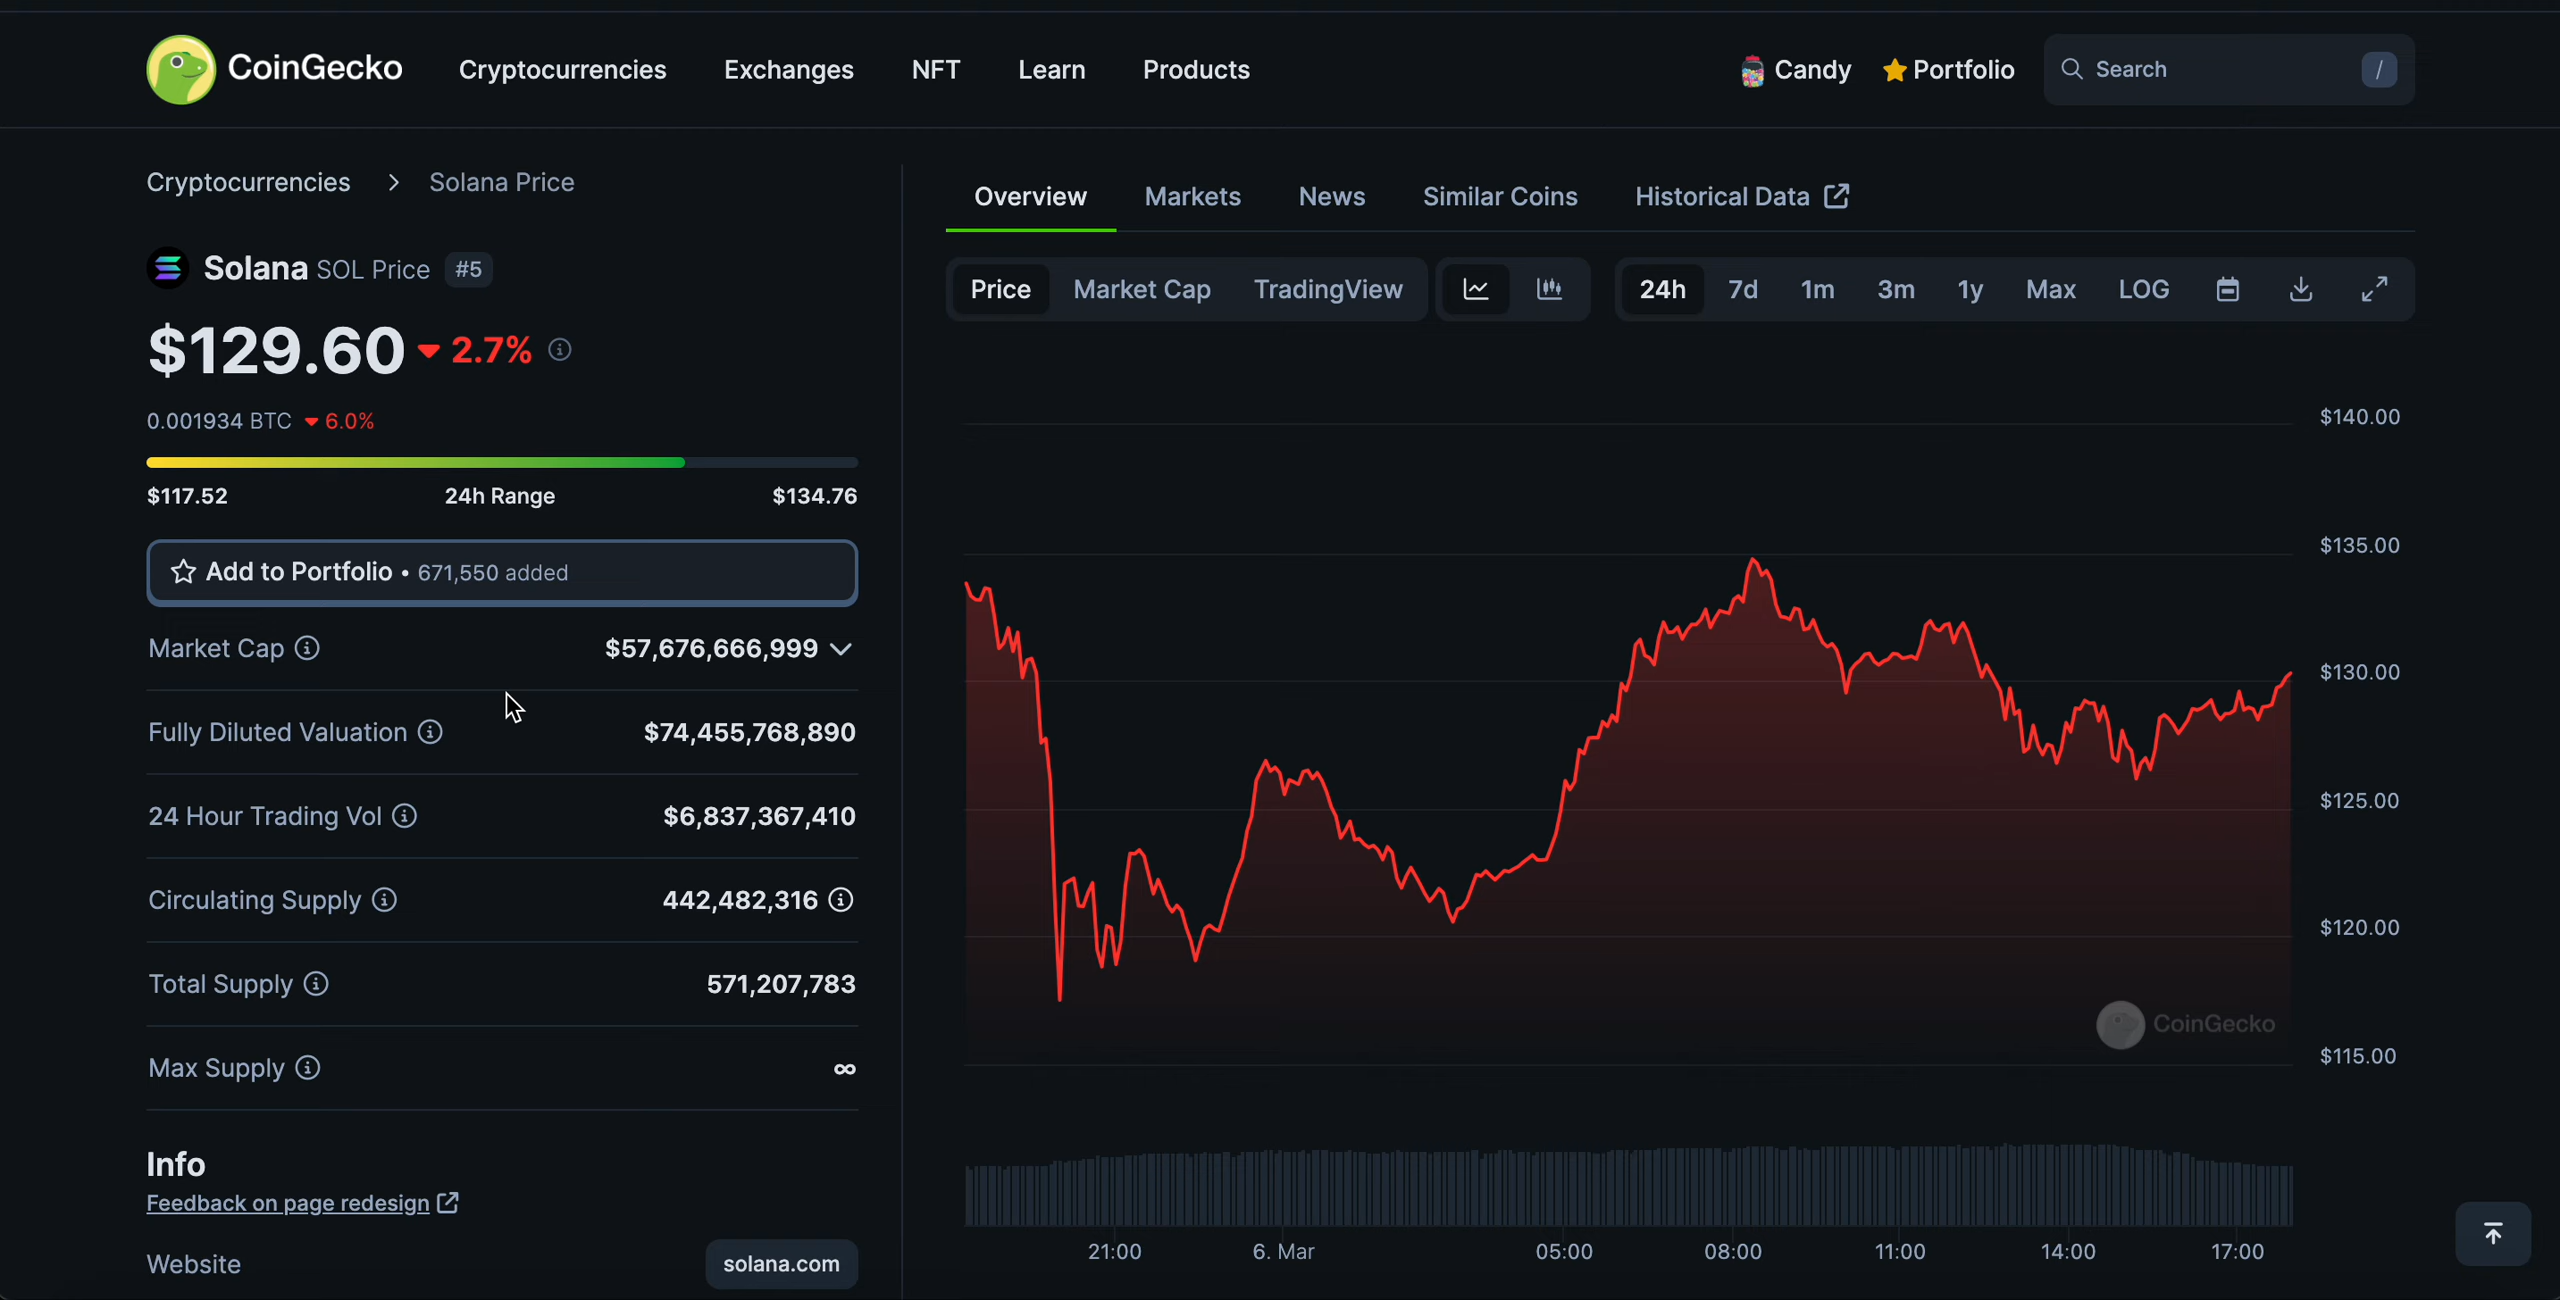 CoinGecko Cryptocurrencies Exchanges NFT Learn Products Candy Portfolio Search /
Cryptocurrencies > Solana Price
Solana SOL Price #5
$129.60 2.7%
0.001934 BTC 6.0%
$117.52 24h Range $134.76
Add to Portfolio • 671,550 added
Market Cap $57,676,666,999
Fully Diluted Valuation $74,455,768,890
24 Hour Trading Vol $6,837,367,410
Circulating Supply 442,482,316
Total Supply 571,207,783
Max Supply ∞
Info
Feedback on page redesign
Website solana.com
Overview Markets News Similar Coins Historical Data
Price Market Cap TradingView 24h 7d 1m 3m 1y Max LOG
$140.00
$135.00
$130.00
$125.00
$120.00
CoinGecko
$115.00
21:00 6. Mar 05:00 08:00 11:00 14:00 17:00